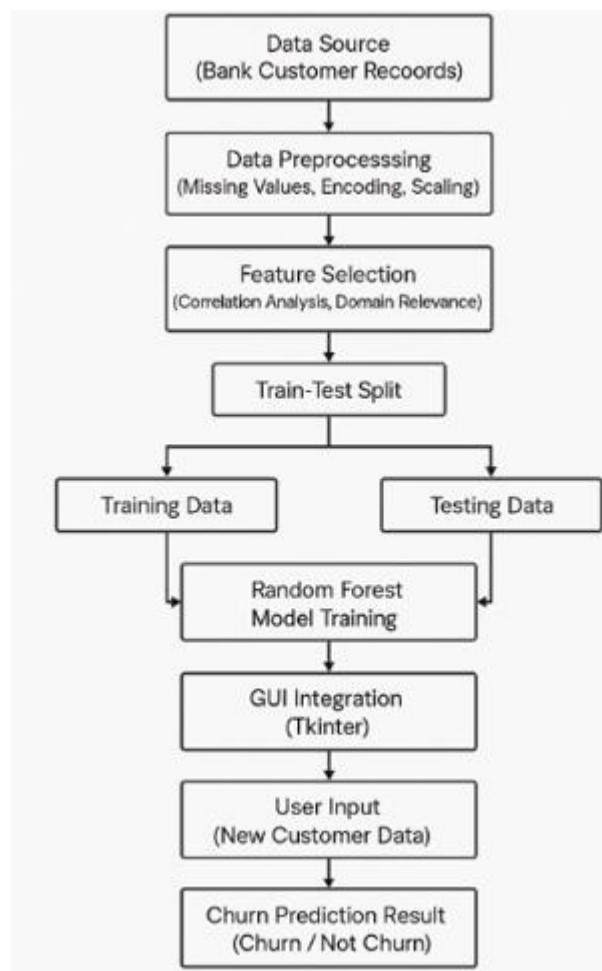 Data Source
(Bank Customer Recoords)
Data Preprocesssing
(Missing Values, Encoding, Scaling)
Feature Selection
(Correlation Analysis, Domain Relevance)
Train-Test Split
Training Data
Testing Data
Random Forest
Model Training
GUI Integration
(Tkinter)
User Input
(New Customer Data)
Churn Prediction Result
(Churn / Not Churn)